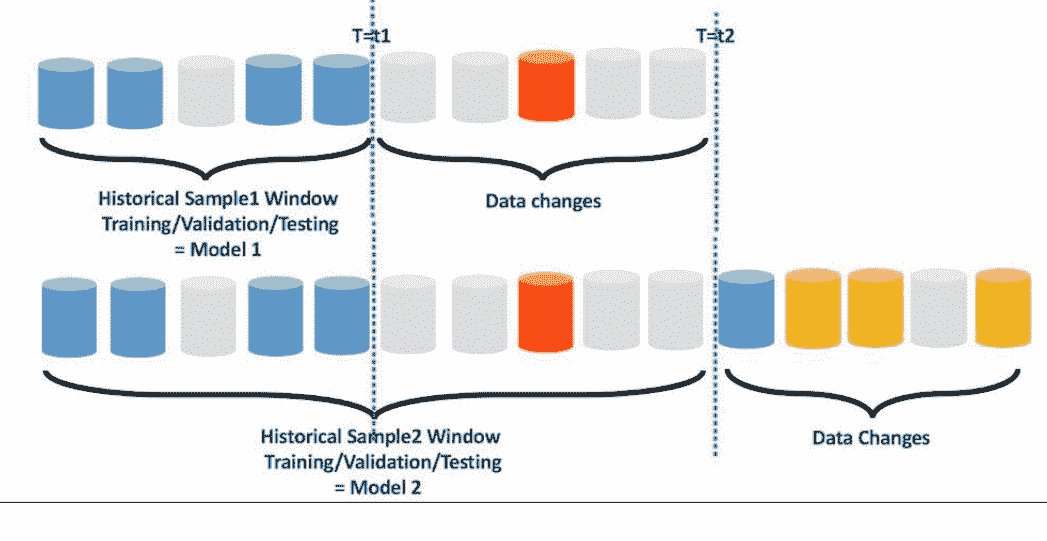 T=t1
T=t2
Historical Sample1 Window
Training/Validation/Testing
= Model 1
Data changes
Historical Sample2 Window
Training/Validation/Testing
= Model 2
Data Changes